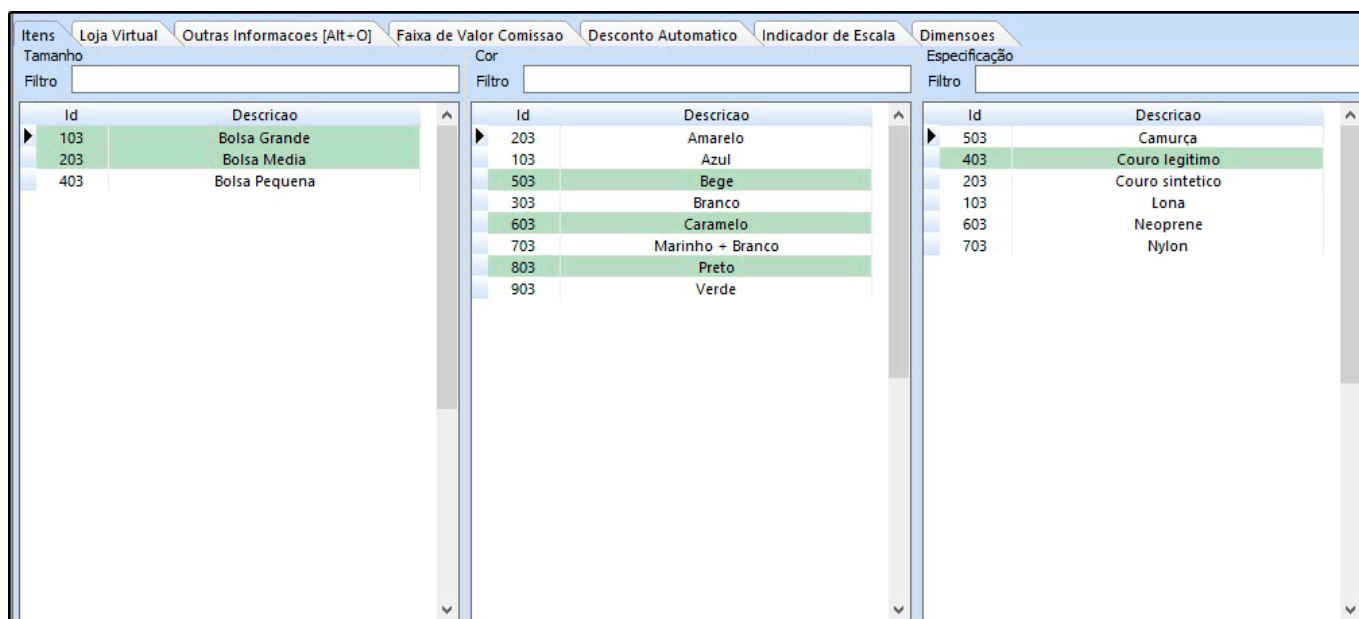 Itens Loja Virtual Outras Informacoes [Alt+O] Faixa de Valor Comissao Desconto Automatico Indicador de Escala Dimensoes
Tamanho
Filtro
Id Descricao
103 Bolsa Grande
203 Bolsa Media
403 Bolsa Pequena
Cor
Filtro
Id Descricao
203 Amarelo
103 Azul
503 Bege
303 Branco
603 Caramelo
703 Marinho + Branco
803 Preto
903 Verde
Especificação
Filtro
Id Descricao
503 Camurça
403 Couro legitimo
203 Couro sintetico
103 Lona
603 Neoprene
703 Nylon